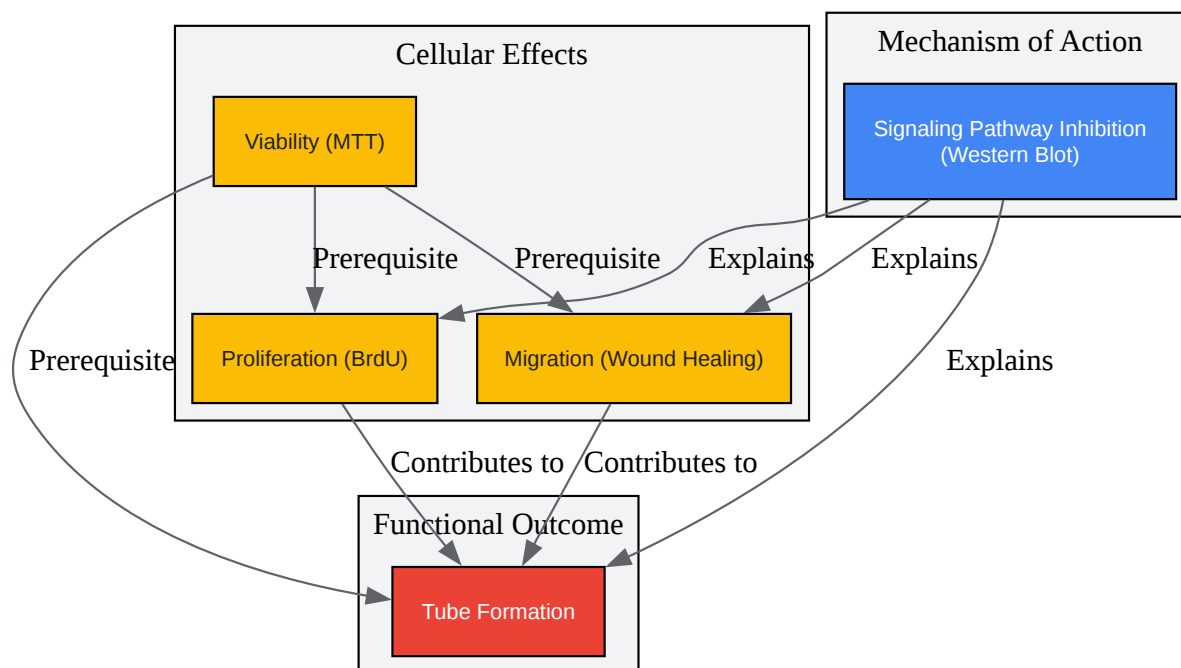 Cellular Effects
Mechanism of Action
Viability (MTT)
Signaling Pathway Inhibition
(Western Blot)
Prerequisite
Prerequisite
Explains
Explains
Prerequisite
Proliferation (BrdU)
Migration (Wound Healing)
Explains
Contributes to
Contributes to
Functional Outcome
Tube Formation